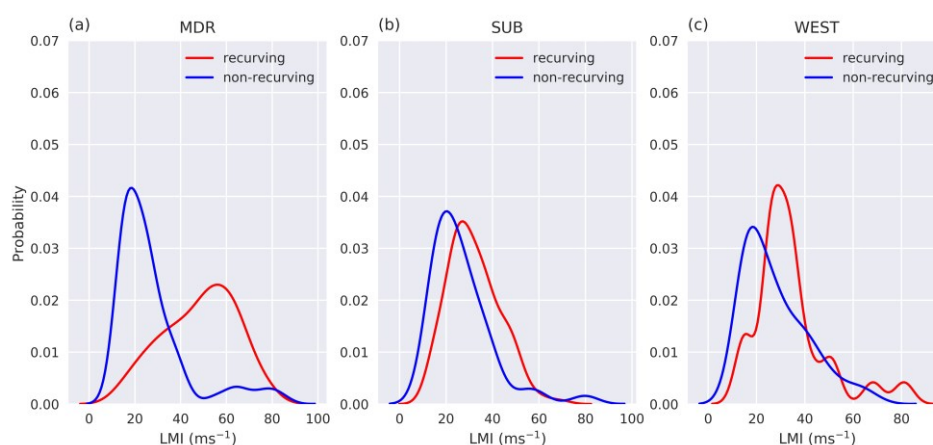 (a) MDR
recurving
non-recurving
0.07
0.06
0.05
0.04
0.03
0.02
0.01
0.00
Probability
0 20 40 60 80 100
LMI (ms⁻¹)
(b) SUB
recurving
non-recurving
0.07
0.06
0.05
0.04
0.03
0.02
0.01
0.00
0 20 40 60 80 100
LMI (ms⁻¹)
(c) WEST
recurving
non-recurving
0.07
0.06
0.05
0.04
0.03
0.02
0.01
0.00
0 20 40 60 80
LMI (ms⁻¹)